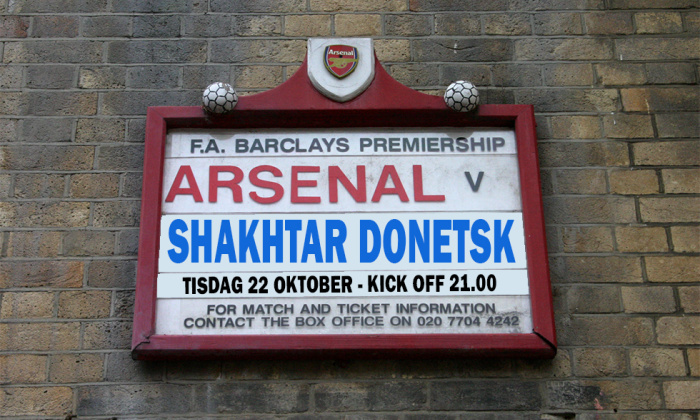 Arsenal
F.A. BARCLAYS PREMIERSHIP
ARSENAL V
SHAKHTAR DONETSK
TISDAG 22 OKTOBER - KICK OFF 21.00
FOR MATCH AND TICKET INFORMATION
CONTACT THE BOX OFFICE ON 020 7704 4242